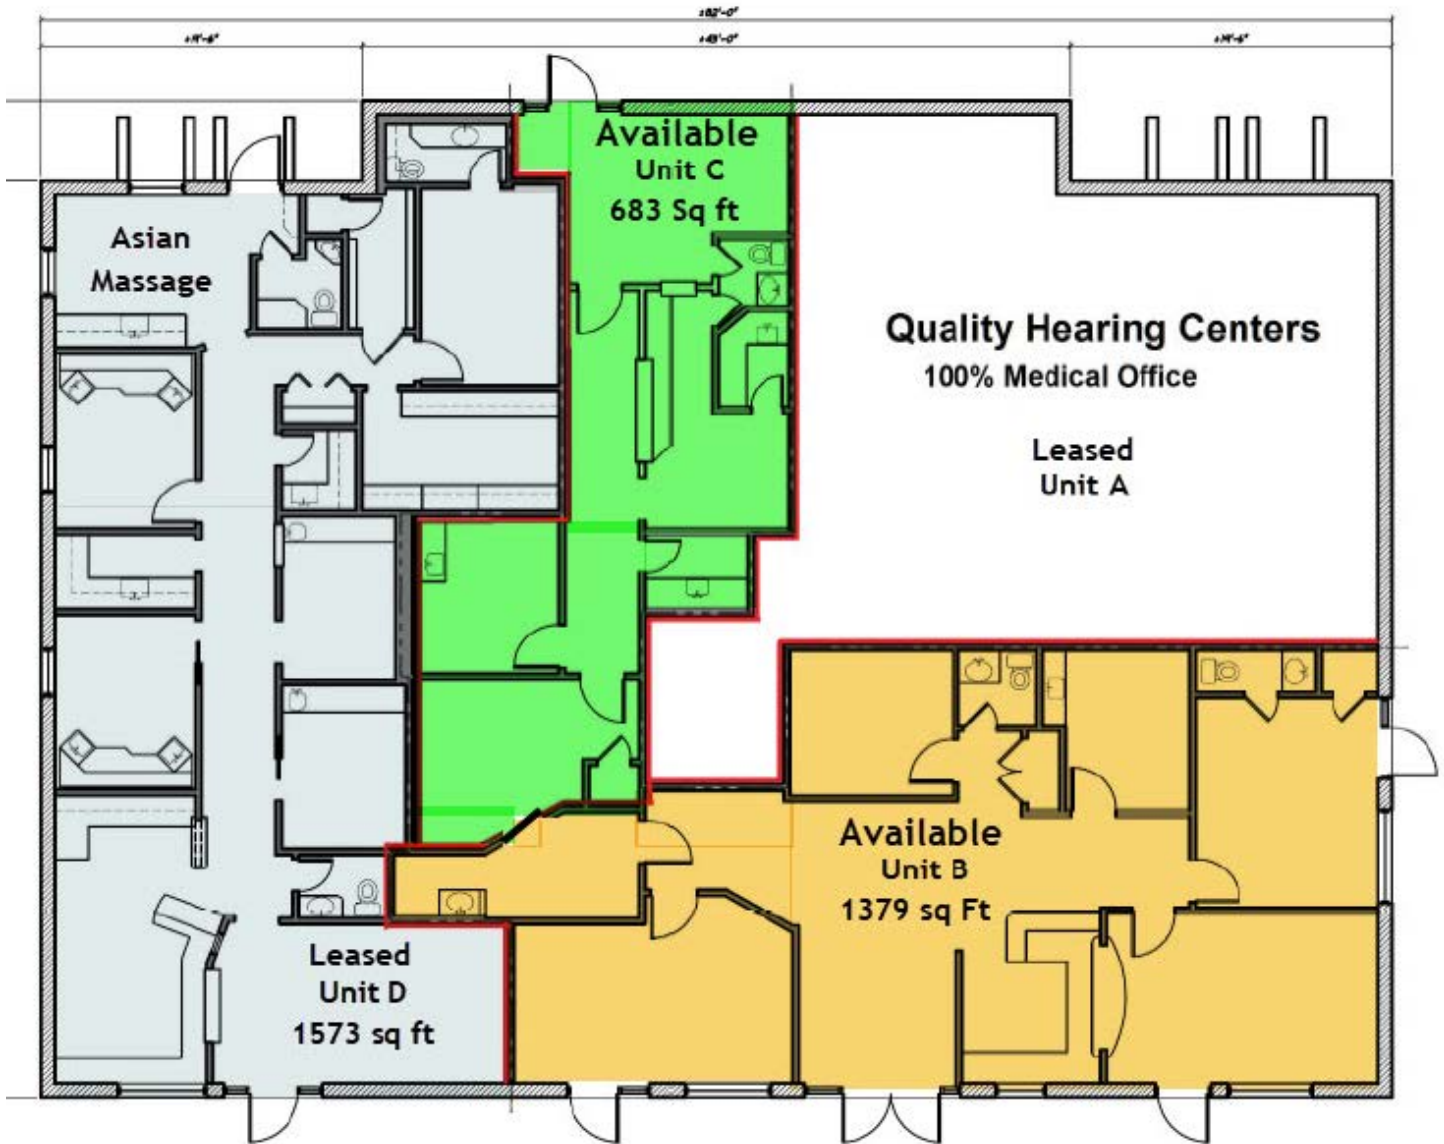 Available
Unit C
683 Sq ft
Asian
Massage
Quality Hearing Centers
100% Medical Office
Leased
Unit A
Available
Unit B
1379 sq Ft
Leased
Unit D
1573 sq ft